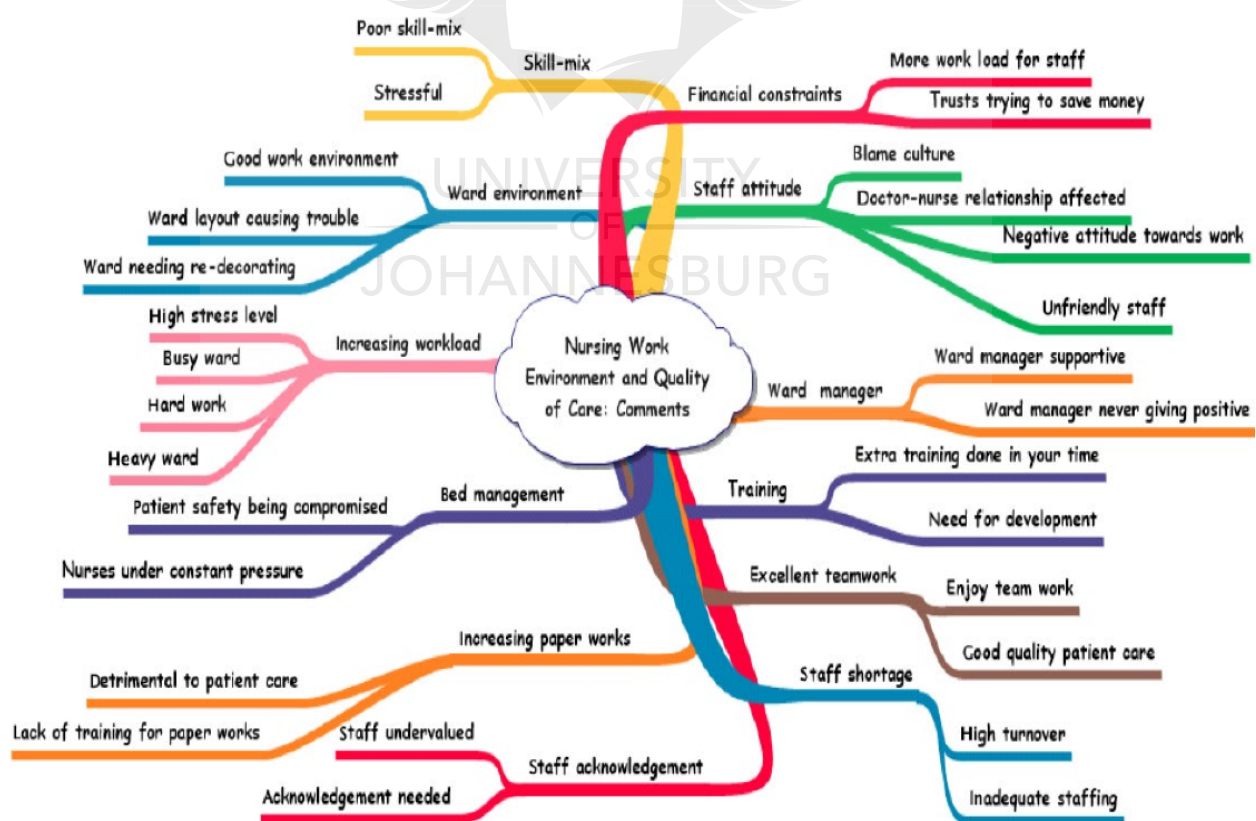 Poor skill-mix
Stressful
Skill-mix
Financial constraints
More work load for staff
Trusts trying to save money
Good work environment
Ward layout causing trouble
Ward needing re-decorating
Ward environment
Staff attitude
Blame culture
Doctor-nurse relationship affected
Negative attitude towards work
Unfriendly staff
UNIVERSITY
OF
JOHANNESBURG
High stress level
Busy ward
Hard work
Heavy ward
Increasing workload
Nursing Work
Environment and Quality
of Care: Comments
Ward manager
Ward manager supportive
Ward manager never giving positive
Patient safety being compromised
Nurses under constant pressure
Bed management
Training
Extra training done in your time
Need for development
Excellent teamwork
Enjoy team work
Good quality patient care
Increasing paper works
Detrimental to patient care
Lack of training for paper works
Staff shortage
High turnover
Inadequate staffing
Staff undervalued
Acknowledgement needed
Staff acknowledgement